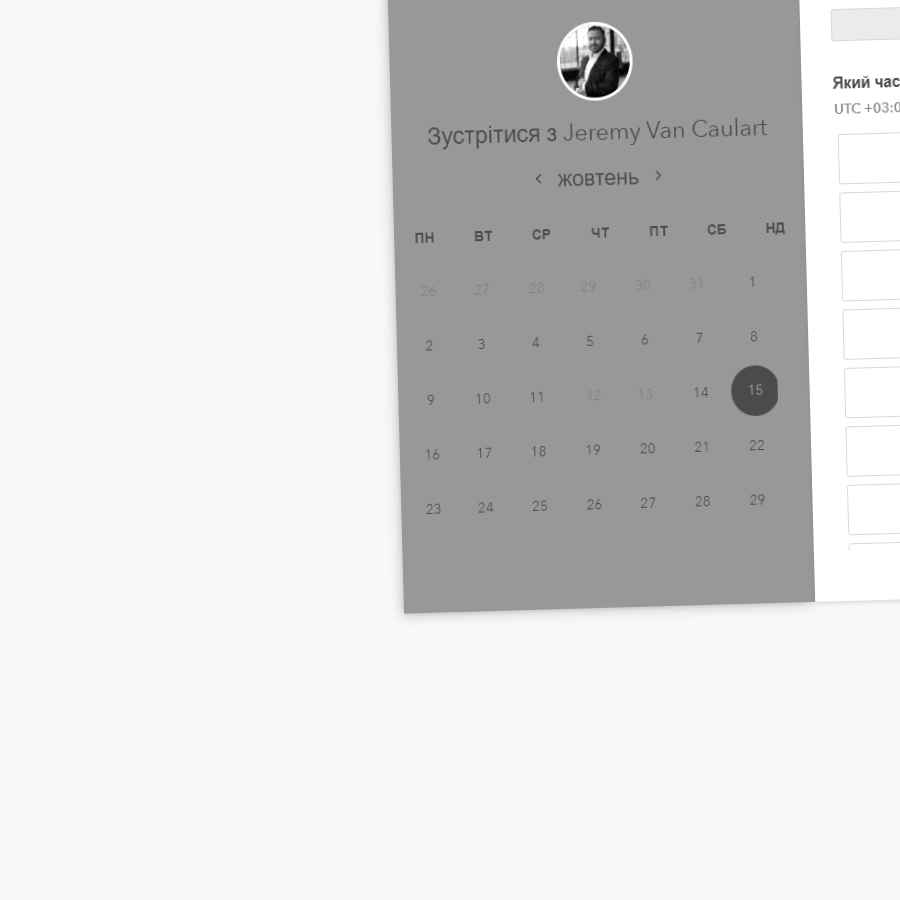 Зустрітися з Jeremy Van Caulart
‹ жовтень ›
ПН ВТ СР ЧТ ПТ СБ НД
26 27 28 29 30 31 1
2 3 4 5 6 7 8
9 10 11 12 13 14 15
16 17 18 19 20 21 22
23 24 25 26 27 28 29
Який час
UTC +03:0